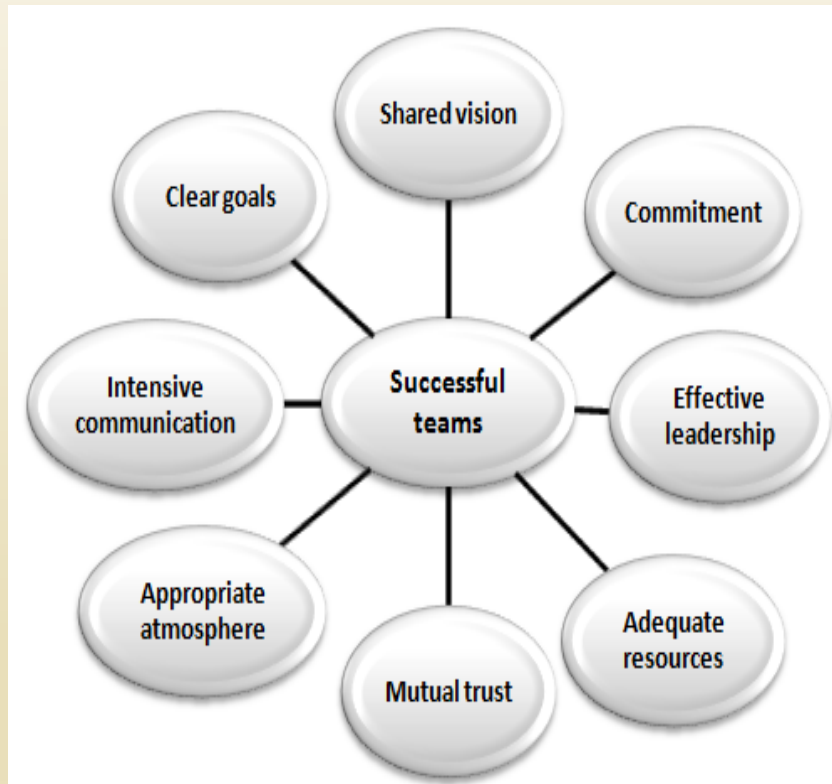 Shared vision
Clear goals
Commitment
Intensive
communication
Successful
teams
Effective
leadership
Appropriate
atmosphere
Adequate
resources
Mutual trust